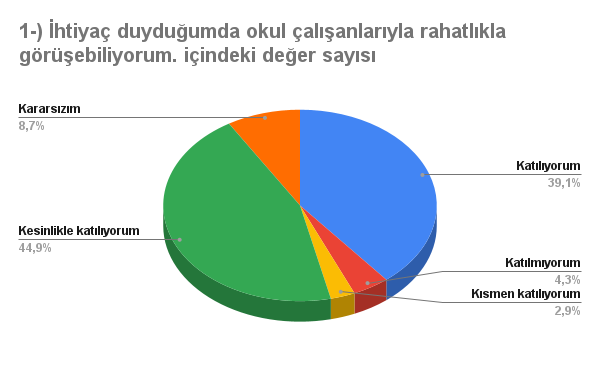 1-) İhtiyaç duyduğumda okul çalışanlarıyla rahatlıkla
görüşebiliyorum. içindeki değer sayısı
Kararsızım
8,7%
Katılıyorum
39,1%
Kesinlikle katılıyorum
44,9%
Katılmıyorum
4,3%
Kısmen katılıyorum
2,9%